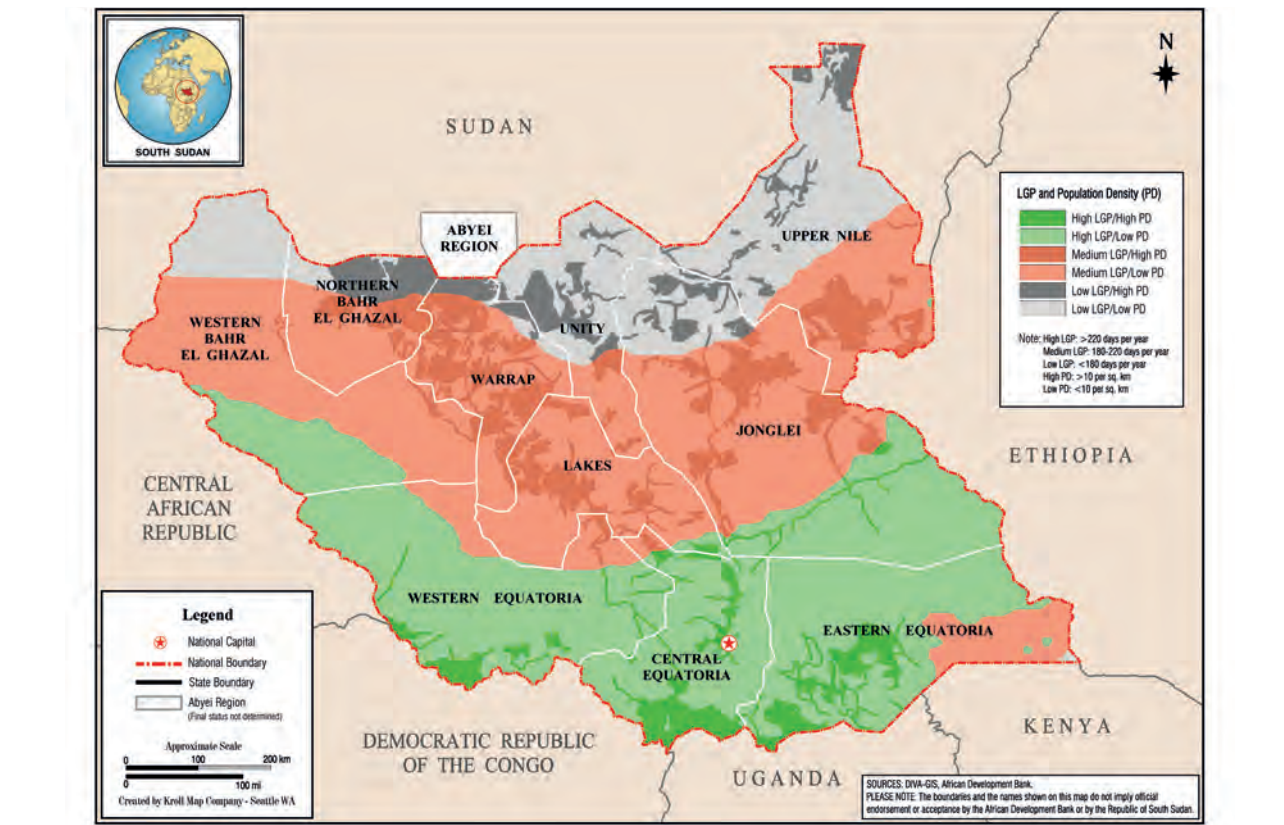 SOUTH SUDAN
N
SUDAN
LGP and Population Density (PD)
High LGP/High PD
High LGP/Low PD
Medium LGP/High PD
Medium LGP/Low PD
Low LGP/High PD
Low LGP/Low PD
Note: High LGP: >220 days per year
Medium LGP: 180-220 days per year
Low LGP: <180 days per year
High PD: >10 per sq. km
Low PD: <10 per sq. km
ABYEI
REGION
UPPER NILE
NORTHERN
BAHR
EL GHAZAL
WESTERN
BAHR
EL GHAZAL
UNITY
WARRAP
JONGLEI
LAKES
ETHIOPIA
CENTRAL
AFRICAN
REPUBLIC
WESTERN EQUATORIA
EASTERN EQUATORIA
CENTRAL
EQUATORIA
KENYA
DEMOCRATIC REPUBLIC
OF THE CONGO
UGANDA
Legend
National Capital
National Boundary
State Boundary
Abyei Region
(Final status not determined)
Approximate Scale
0 100 200 km
0 100 mi
Created by Kroll Map Company - Seattle WA
SOURCES: DIVA-GIS, African Development Bank.
PLEASE NOTE: The boundaries and the names shown on this map do not imply official
endorsement or acceptance by the African Development Bank or by the Republic of South Sudan.